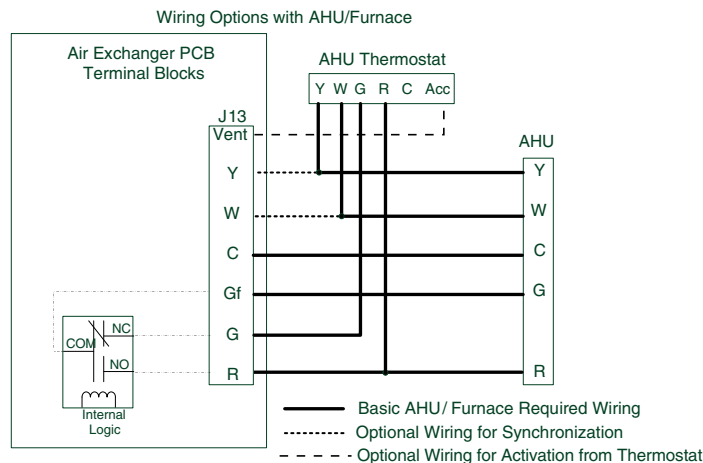 Wiring Options with AHU/Furnace
Air Exchanger PCB
Terminal Blocks
AHU Thermostat
Y W G R C Acc
J13
Vent
AHU
Y
Y
W
W
C
C
Gf
G
G
R
R
NC
COM
NO
Internal
Logic
Basic AHU/ Furnace Required Wiring
Optional Wiring for Synchronization
Optional Wiring for Activation from Thermostat